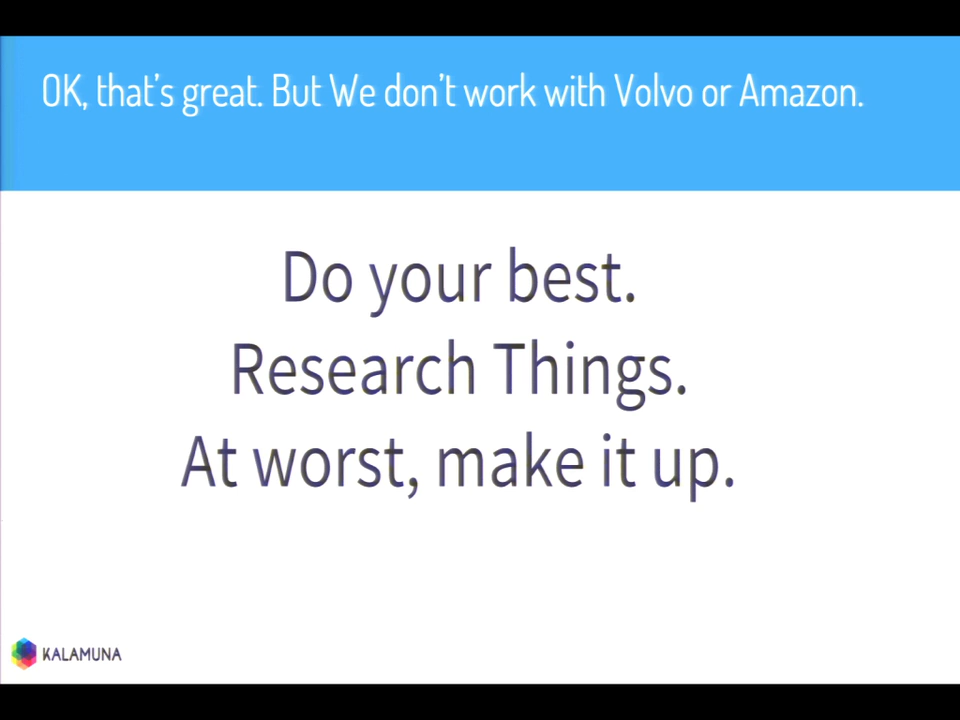 OK, that's great. But We don't work with Volvo or Amazon.
Do your best.
Research Things.
At worst, make it up.
KALAMUNA